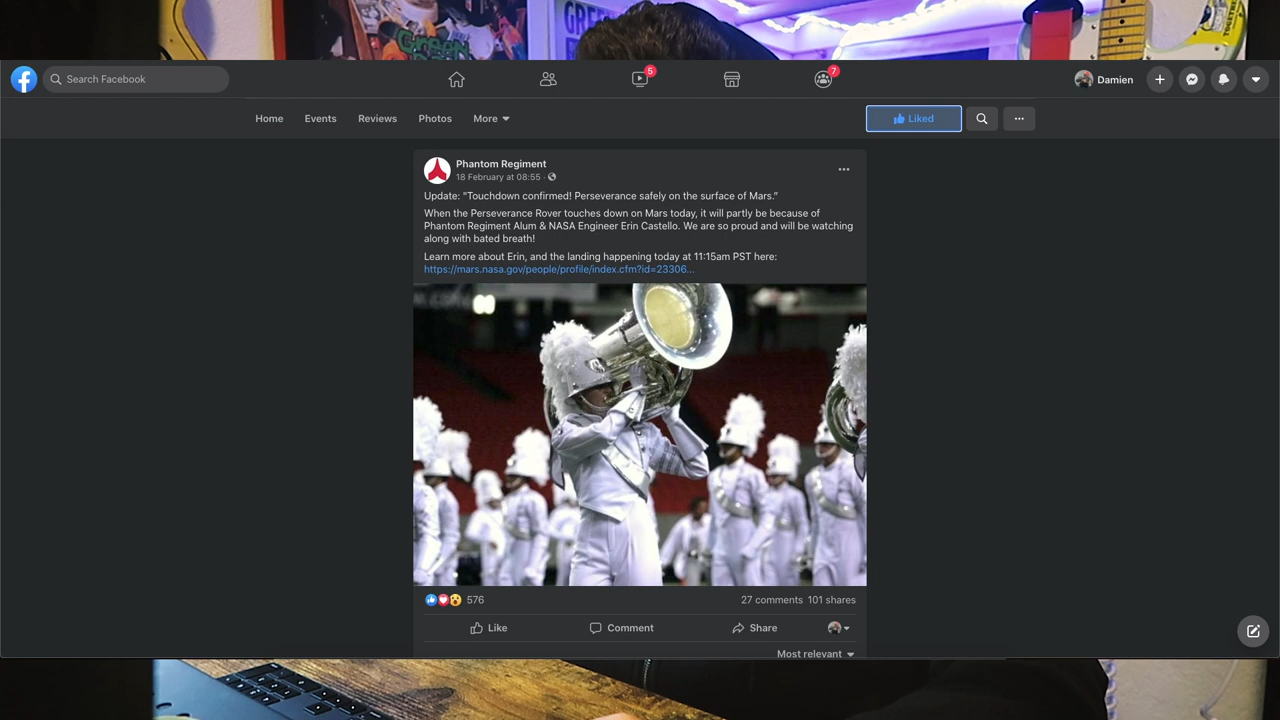 GREEN
Search Facebook
5
7
Damien
Home
Events
Reviews
Photos
More
Liked
Phantom Regiment
18 February at 08:55 ·
Update: "Touchdown confirmed! Perseverance safely on the surface of Mars."
When the Perseverance Rover touches down on Mars today, it will partly be because of
Phantom Regiment Alum & NASA Engineer Erin Castello. We are so proud and will be watching
along with bated breath!
Learn more about Erin, and the landing happening today at 11:15am PST here:
https://mars.nasa.gov/people/profile/index.cfm?id=23306...
576
27 comments 101 shares
Like
Comment
Share
Most relevant